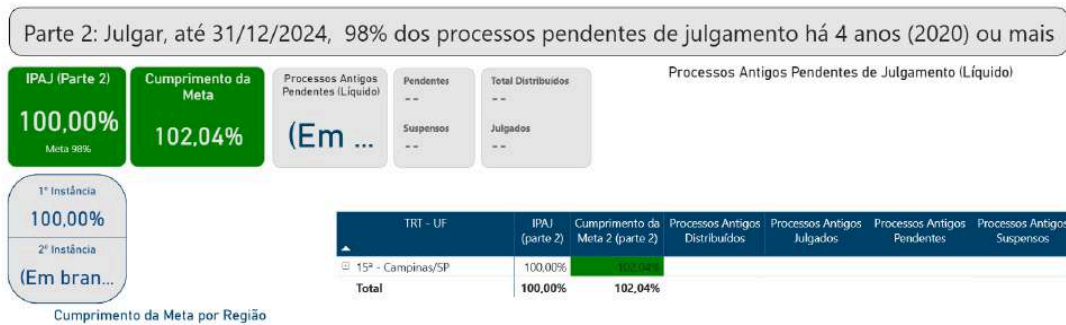 Parte 2: Julgar, até 31/12/2024, 98% dos processos pendentes de julgamento há 4 anos (2020) ou mais
IPAJ (Parte 2)
100,00%
Meta 98%
Cumprimento da
Meta
102,04%
Processos Antigos
Pendentes (Líquido)
(Em ...
Pendentes
--
Suspensos
--
Total Distribuídos
--
Julgados
--
Processos Antigos Pendentes de Julgamento (Líquido)
1ª Instância
100,00%
2ª Instância
(Em bran...
TRT - UF IPAJ Cumprimento da Processos Antigos Processos Antigos Processos Antigos Processos Antigos
(parte 2) Meta 2 (parte 2) Distribuídos Julgados Pendentes Suspensos
15ª - Campinas/SP 100,00% 102,04%
Total 100,00% 102,04%
Cumprimento da Meta por Região